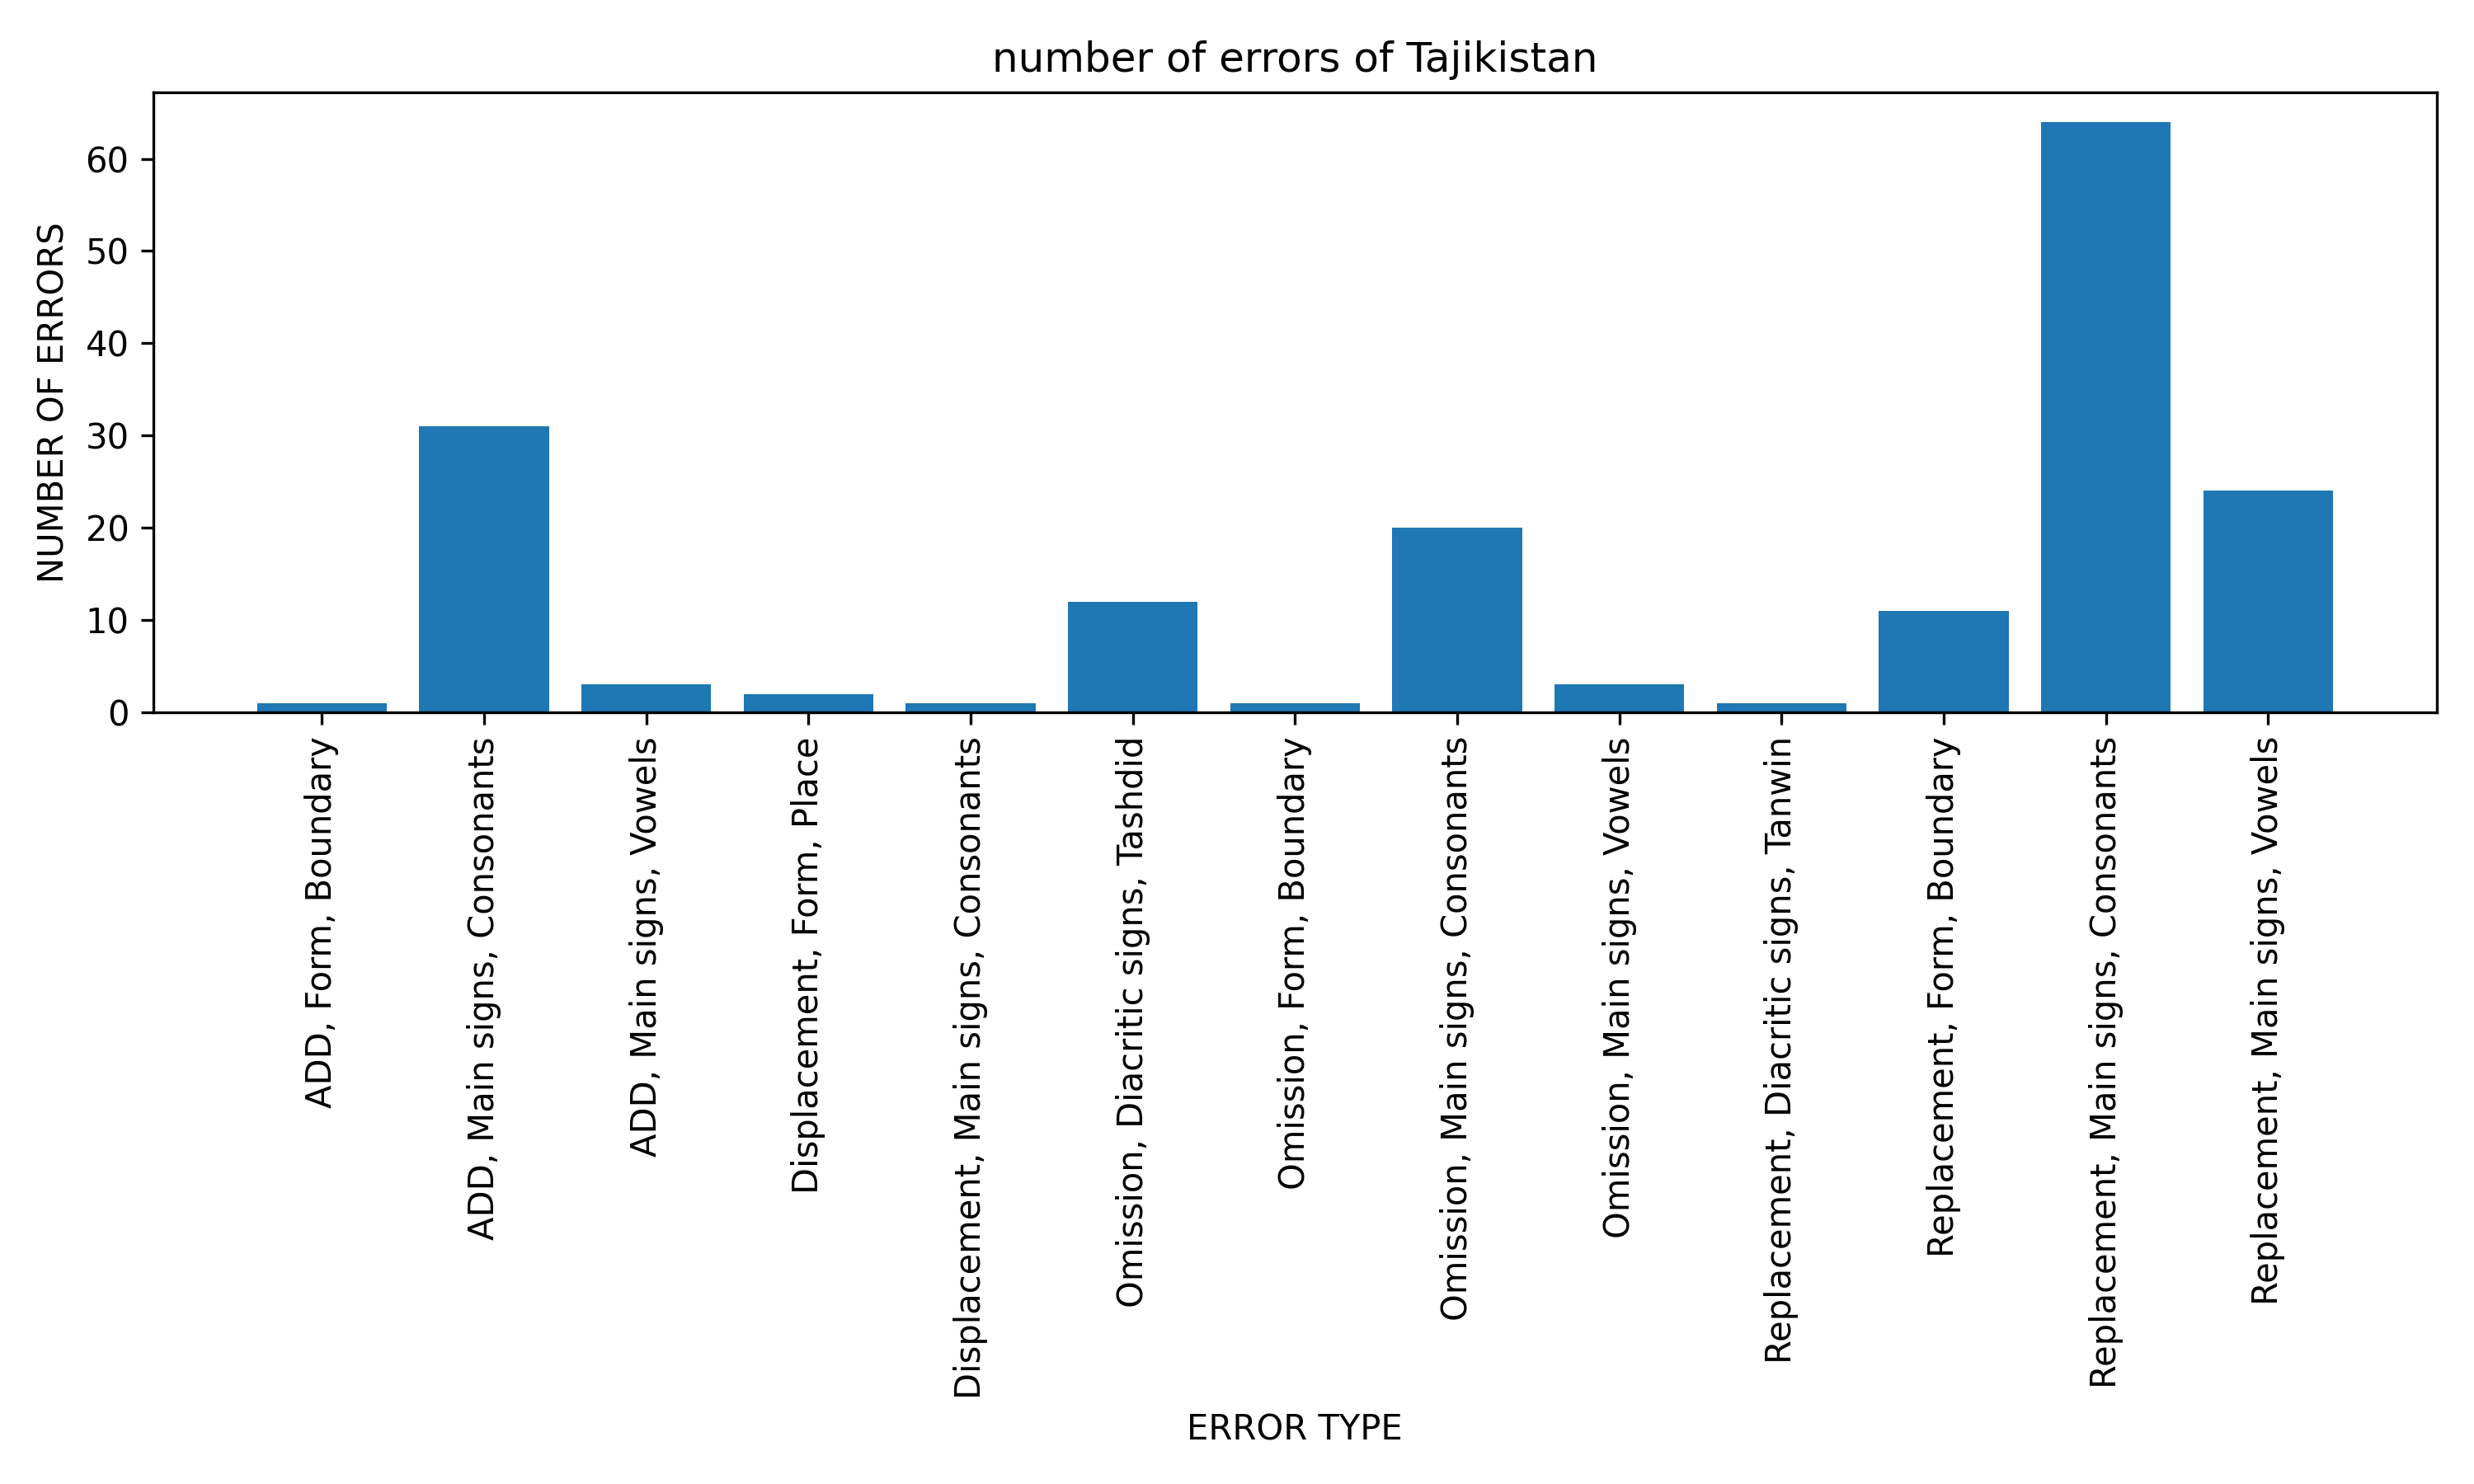 number of errors of Tajikistan
NUMBER OF ERRORS
60
50
40
30
20
10
0
ADD, Form, Boundary
ADD, Main signs, Consonants
ADD, Main signs, Vowels
Displacement, Form, Place
Displacement, Main signs, Consonants
Omission, Diacritic signs, Tashdid
Omission, Form, Boundary
Omission, Main signs, Consonants
Omission, Main signs, Vowels
Replacement, Diacritic signs, Tanwin
Replacement, Form, Boundary
Replacement, Main signs, Consonants
Replacement, Main signs, Vowels
ERROR TYPE